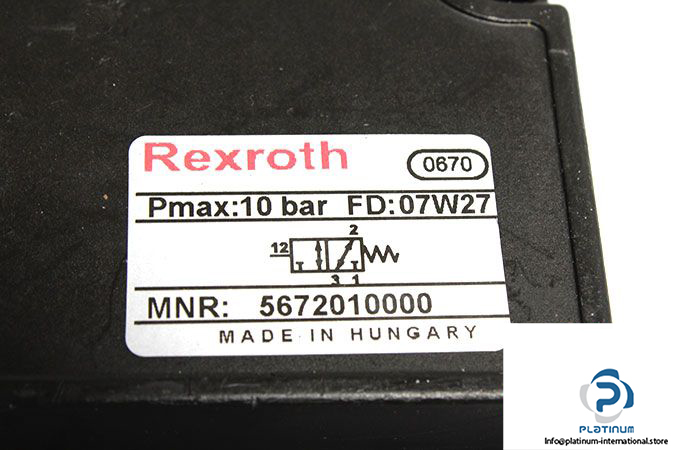 Rexroth 0670
Pmax:10 bar FD:07W27
2
12
3 1
MNR: 5672010000
MADE IN HUNGARY
P
PLATINUM
Info@platinum-international.store